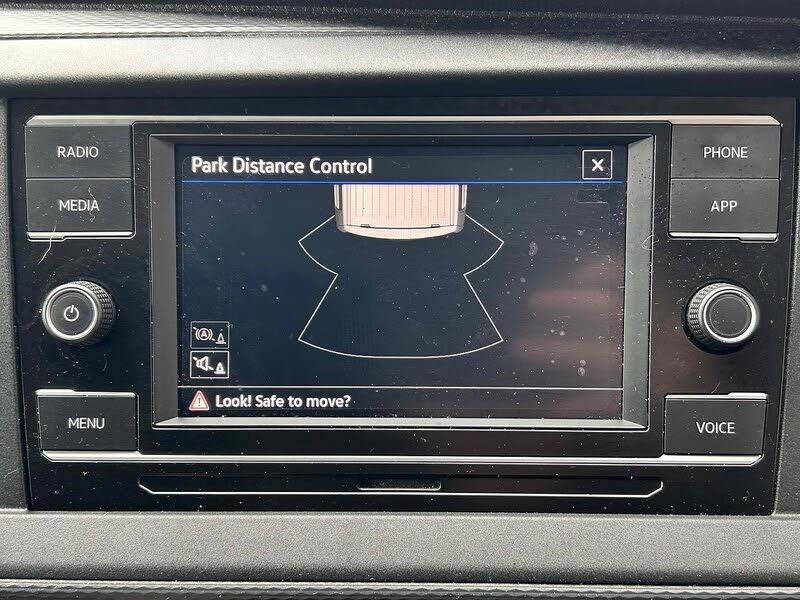 RADIO
MEDIA
MENU
Park Distance Control
Look! Safe to move?
PHONE
APP
VOICE